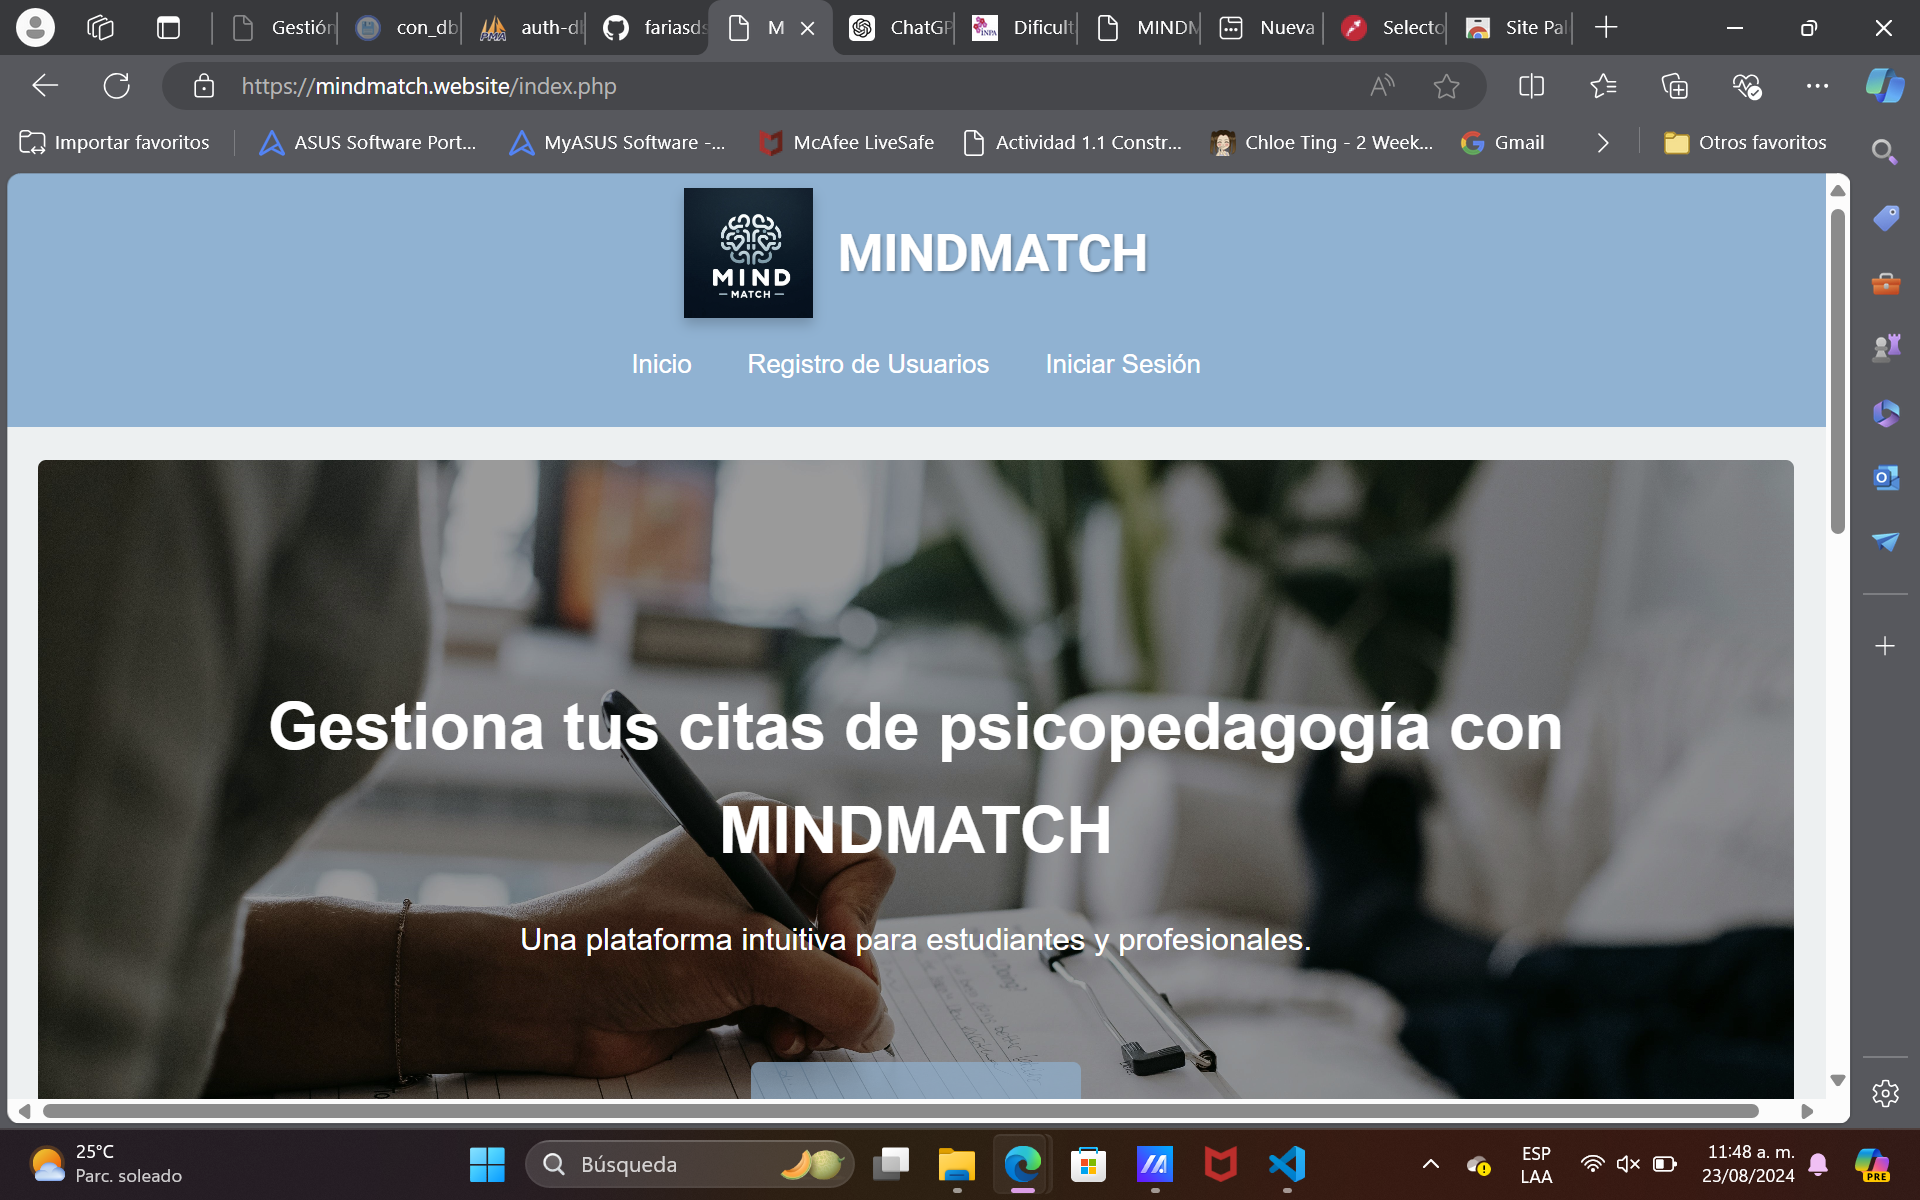 Gestión
con_db
auth-dl
fariasds
M
ChatGP
Dificult
MINDM
Nueva
Selecto
Site Pal
https://mindmatch.website/index.php
Importar favoritos
ASUS Software Port...
MyASUS Software -...
McAfee LiveSafe
Actividad 1.1 Constr...
Chloe Ting - 2 Week...
Gmail
Otros favoritos
MIND
MATCH
MINDMATCH
Inicio
Registro de Usuarios
Iniciar Sesión
Gestiona tus citas de psicopedagogía con
MINDMATCH
Una plataforma intuitiva para estudiantes y profesionales.
25°C
Parc. soleado
Búsqueda
ESP
LAA
11:48 a. m.
23/08/2024
PRE